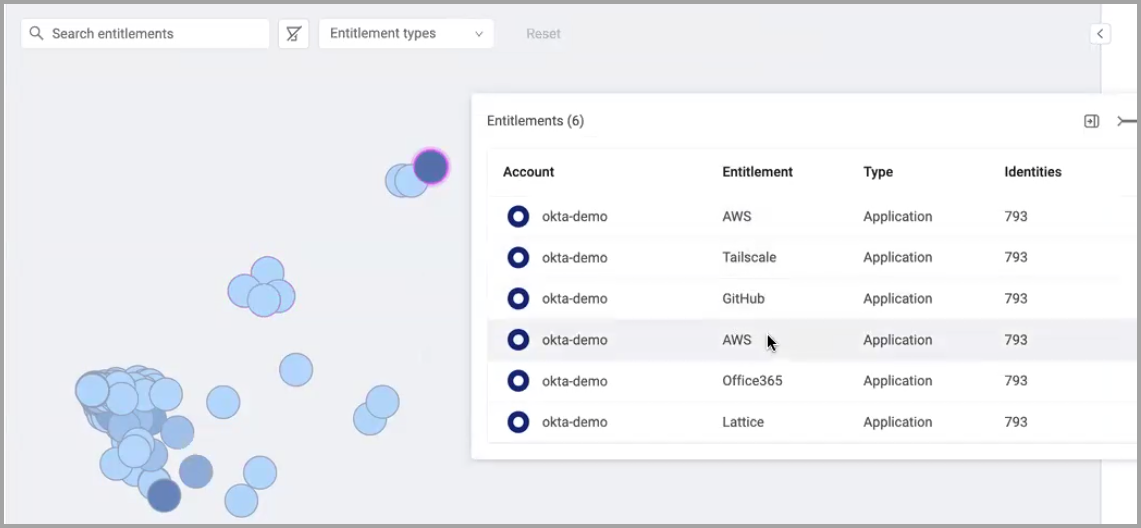 Search entitlements Entitlement types Reset
Entitlements (6)
Account Entitlement Type Identities
okta-demo AWS Application 793
okta-demo Tailscale Application 793
okta-demo GitHub Application 793
okta-demo AWS Application 793
okta-demo Office365 Application 793
okta-demo Lattice Application 793